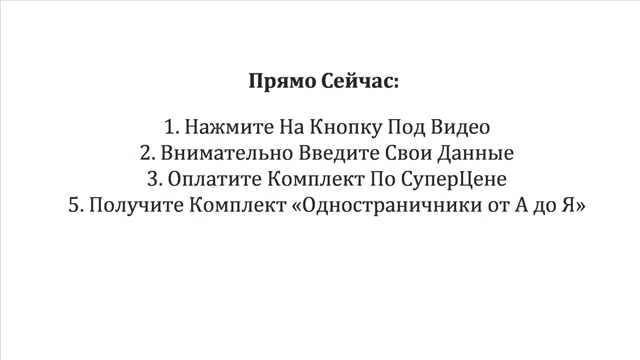 Прямо Сейчас:
1. Нажмите На Кнопку Под Видео
2. Внимательно Введите Свои Данные
3. Оплатите Комплект По СуперЦене
5. Получите Комплект «Одностраничники от А до Я»